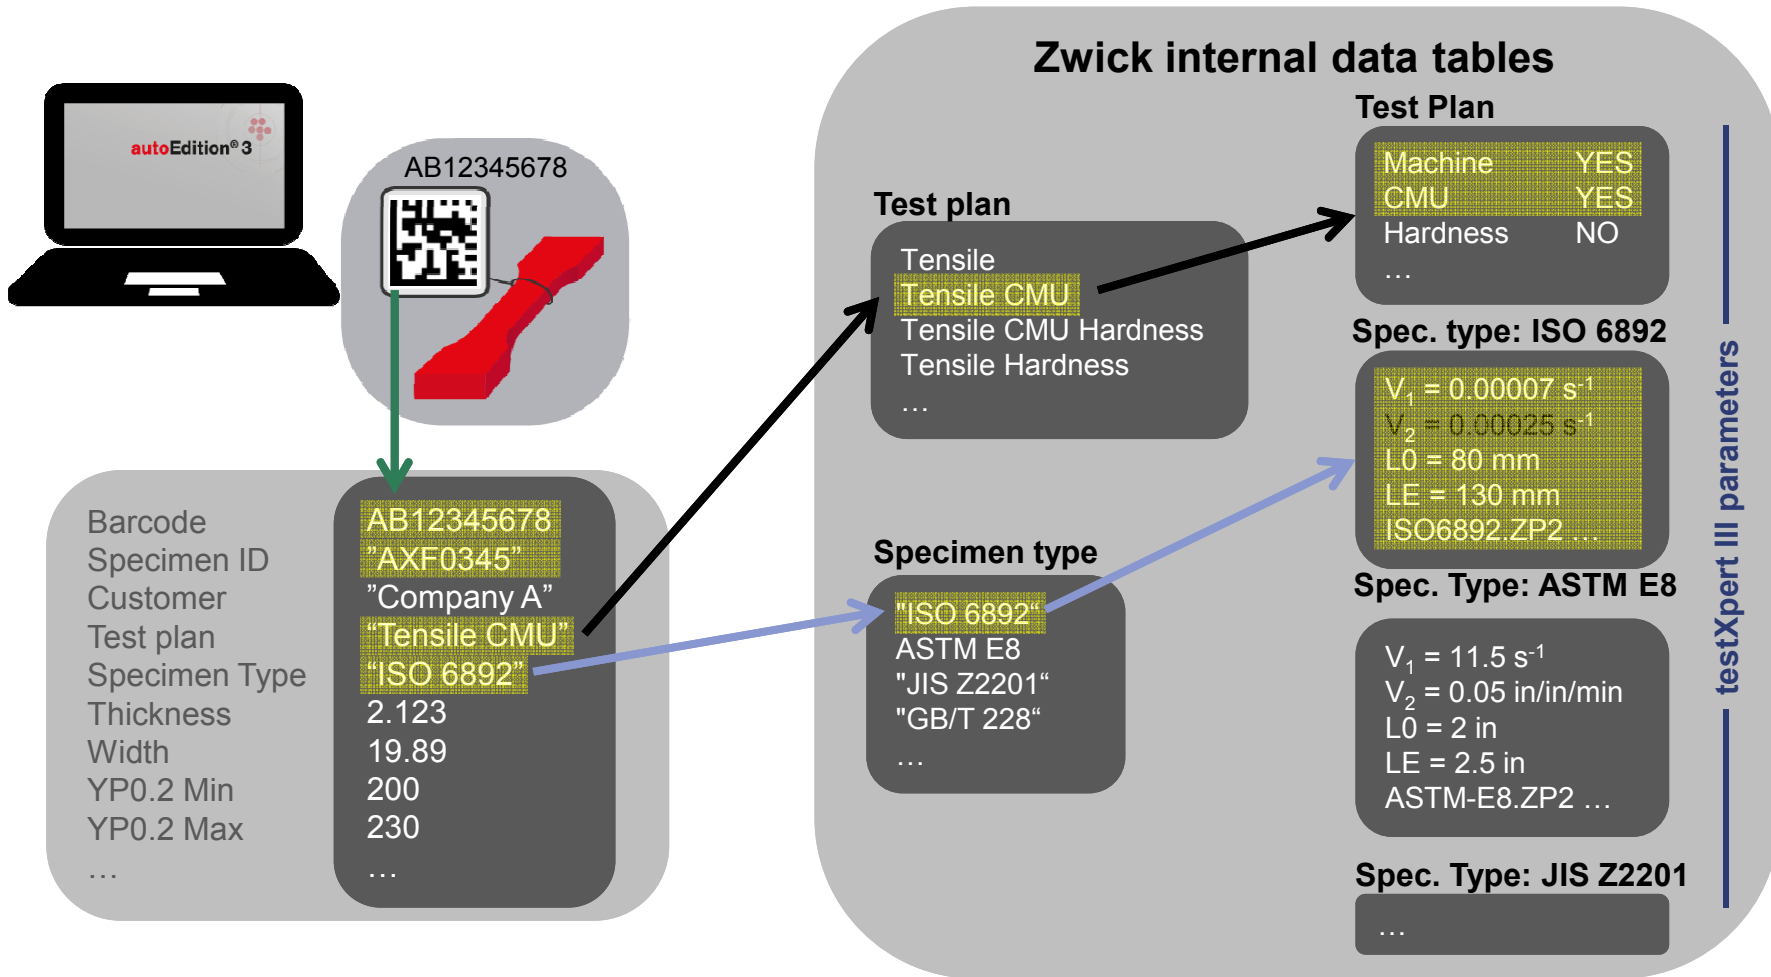 autoEdition® 3
AB12345678
Barcode AB12345678
Specimen ID ”AXF0345”
Customer ”Company A”
Test plan “Tensile CMU”
Specimen Type “ISO 6892”
Thickness 2.123
Width 19.89
YP0.2 Min 200
YP0.2 Max 230
… …
Zwick internal data tables
Test plan
Tensile
Tensile CMU
Tensile CMU Hardness
Tensile Hardness
…
Specimen type
"ISO 6892“
ASTM E8
"JIS Z2201“
"GB/T 228“
…
Test Plan
Machine YES
CMU YES
Hardness NO
…
Spec. type: ISO 6892
V₁ = 0.00007 s⁻¹
V₂ = 0.00025 s⁻¹
L0 = 80 mm
LE = 130 mm
ISO6892.ZP2 …
Spec. Type: ASTM E8
V₁ = 11.5 s⁻¹
V₂ = 0.05 in/in/min
L0 = 2 in
LE = 2.5 in
ASTM-E8.ZP2 …
Spec. Type: JIS Z2201
…
testXpert III parameters